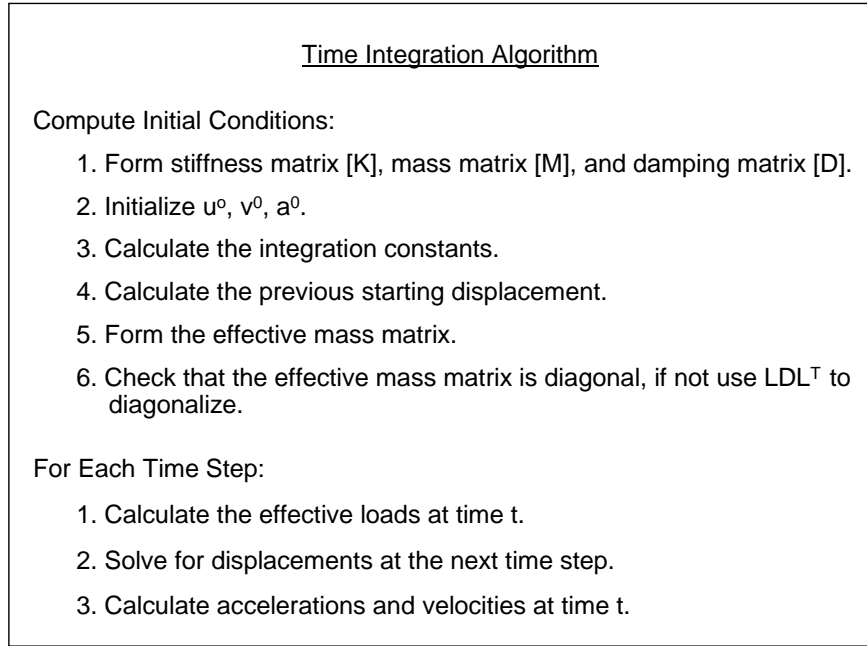 Time Integration Algorithm
Compute Initial Conditions:
1. Form stiffness matrix [K], mass matrix [M], and damping matrix [D].
2. Initialize uᵒ, v⁰, a⁰.
3. Calculate the integration constants.
4. Calculate the previous starting displacement.
5. Form the effective mass matrix.
6. Check that the effective mass matrix is diagonal, if not use LDLᵀ to
diagonalize.
For Each Time Step:
1. Calculate the effective loads at time t.
2. Solve for displacements at the next time step.
3. Calculate accelerations and velocities at time t.